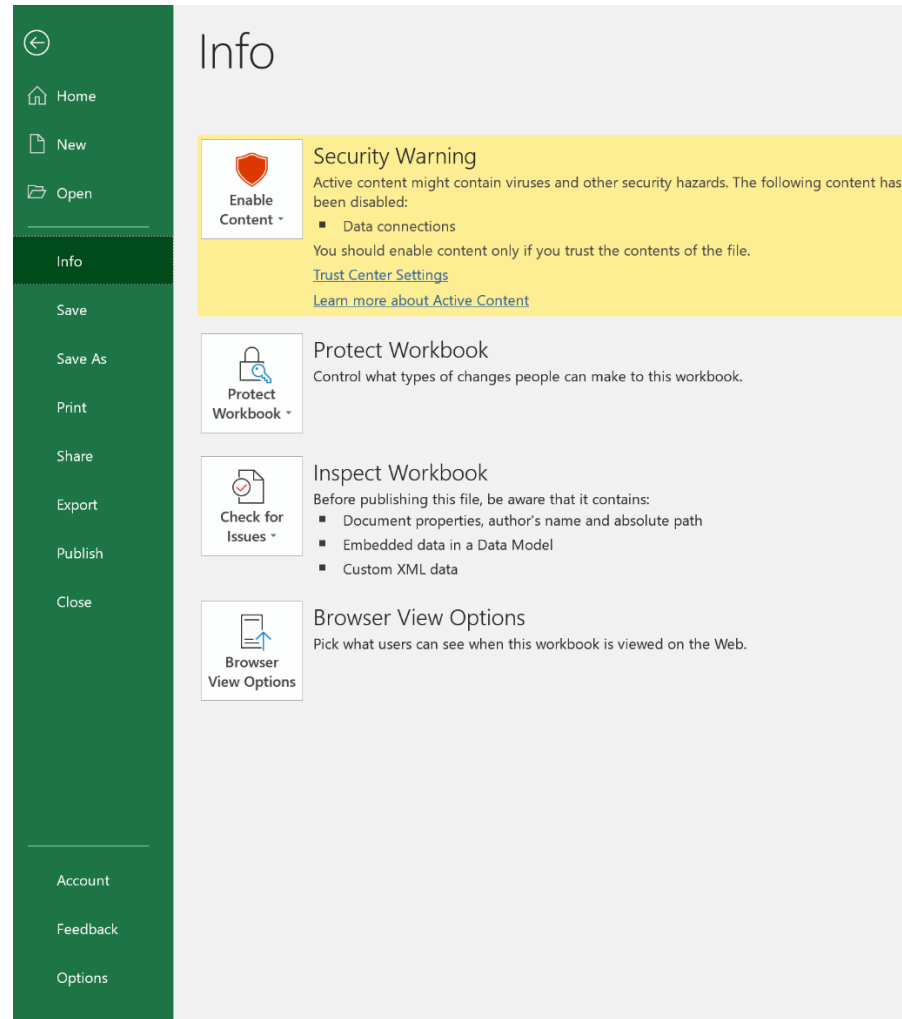 Info
Home
New
Open
Info
Save
Save As
Print
Share
Export
Publish
Close
Account
Feedback
Options
Enable
Content
Security Warning
Active content might contain viruses and other security hazards. The following content has
been disabled:
▪ Data connections
You should enable content only if you trust the contents of the file.
Trust Center Settings
Learn more about Active Content
Protect
Workbook
Protect Workbook
Control what types of changes people can make to this workbook.
Check for
Issues
Inspect Workbook
Before publishing this file, be aware that it contains:
▪ Document properties, author's name and absolute path
▪ Embedded data in a Data Model
▪ Custom XML data
Browser
View Options
Browser View Options
Pick what users can see when this workbook is viewed on the Web.